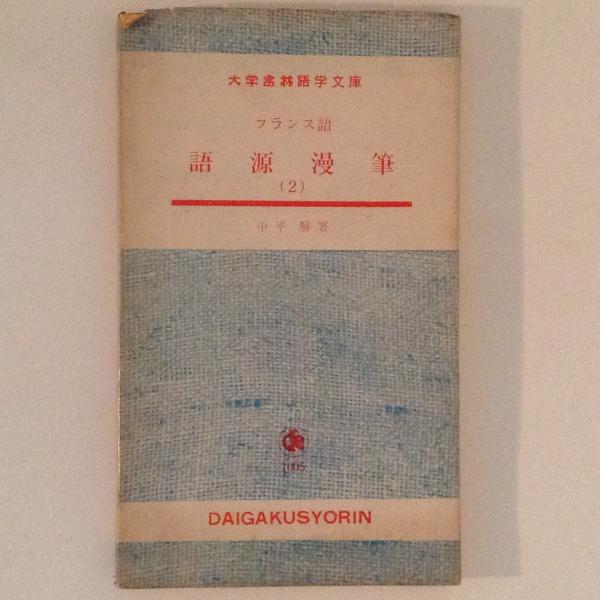 大学書林語学文庫
フランス語
語源漫筆
(2)
中平 解著
1005
DAIGAKUSYORIN